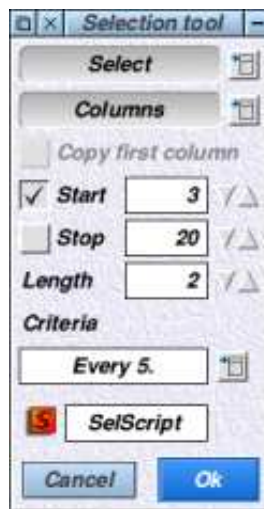 Selection tool
Select
Columns
Copy first column
Start 3
Stop 20
Length 2
Criteria
Every 5.
S SelScript
Cancel Ok